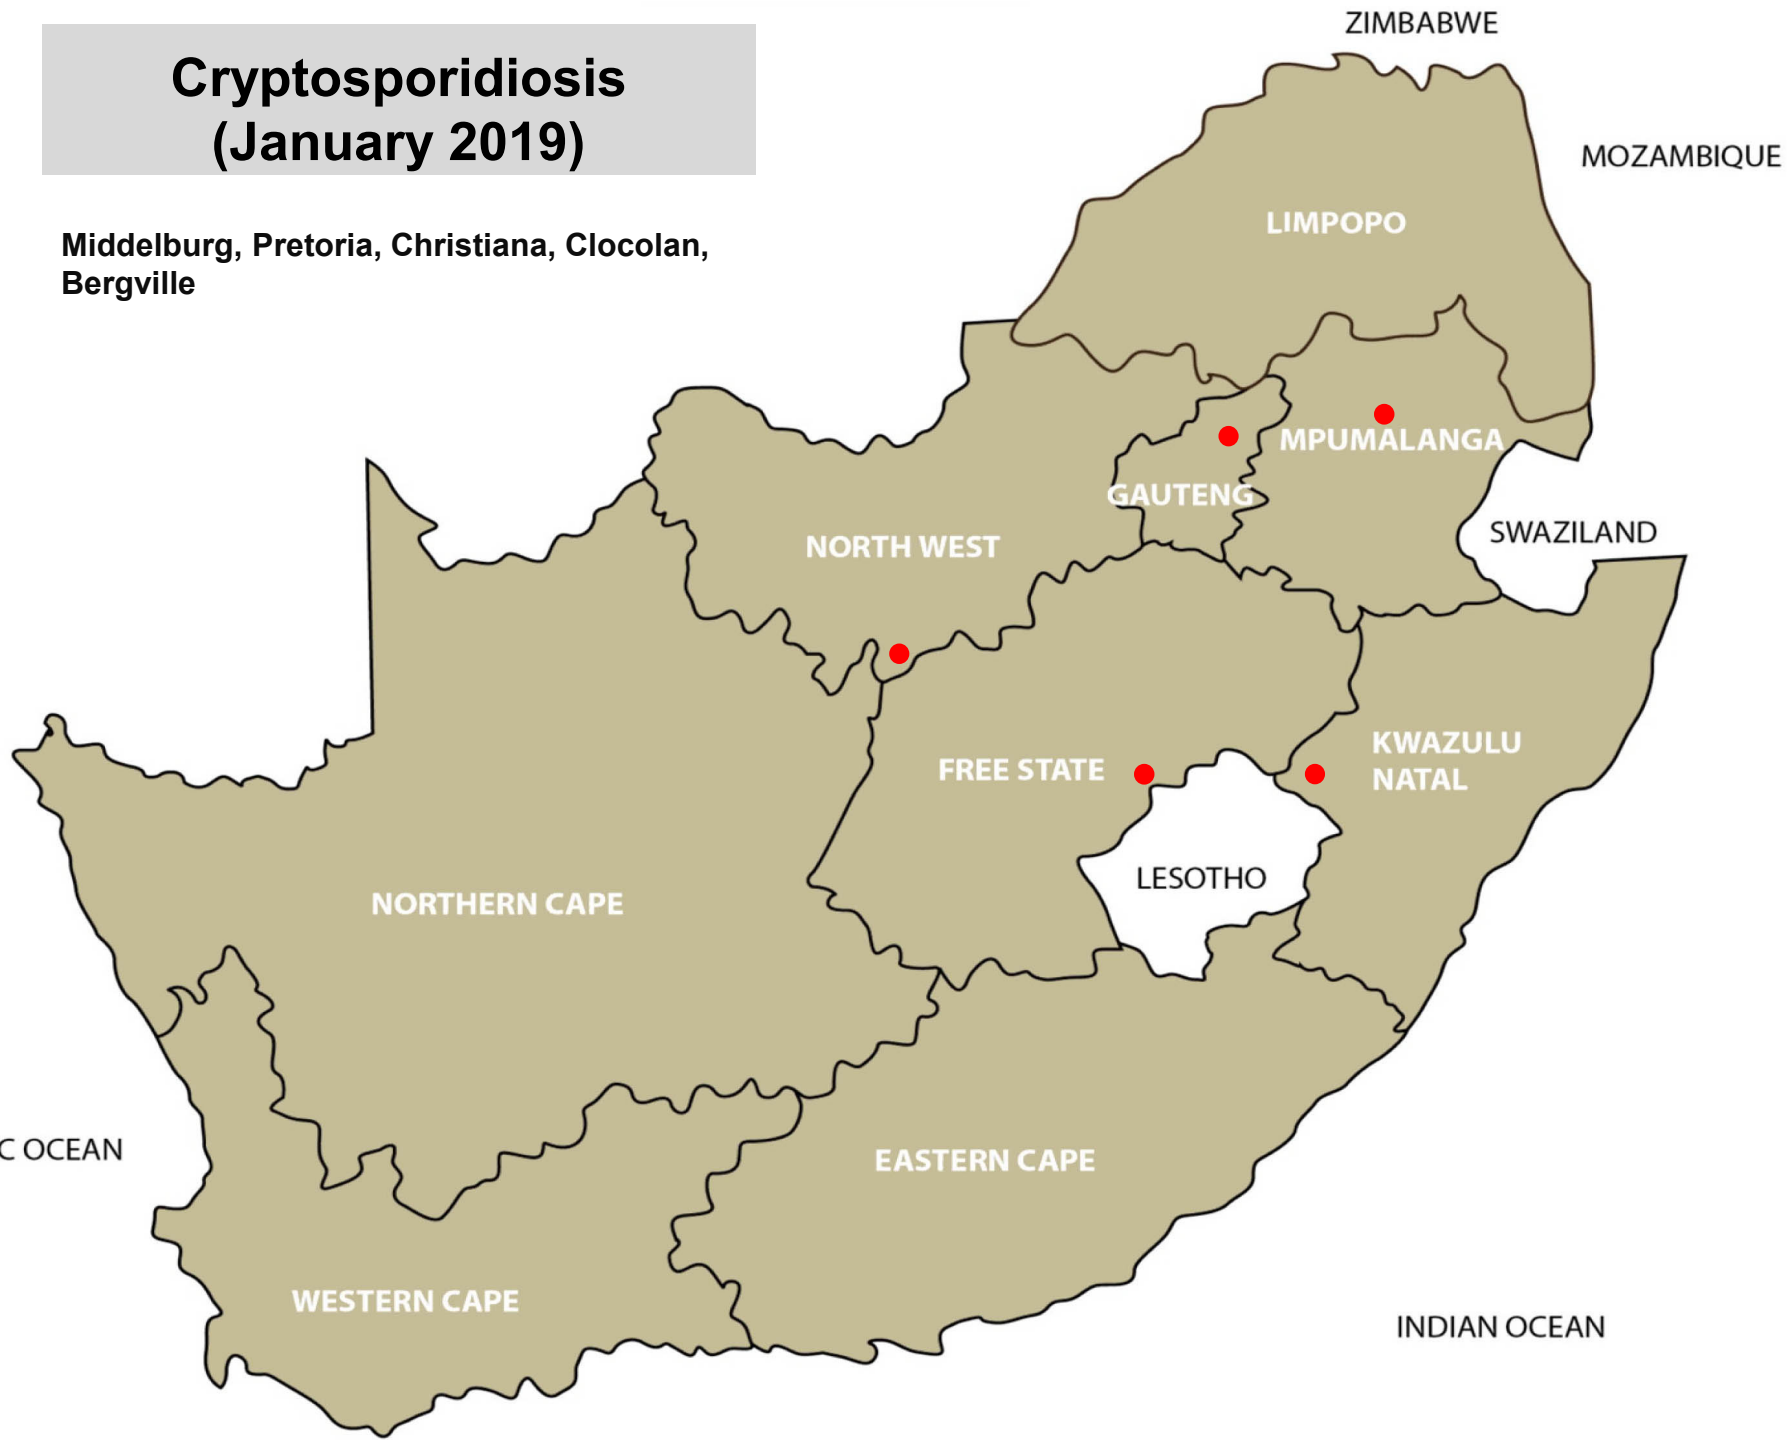 Cryptosporidiosis
(January 2019)
Middelburg, Pretoria, Christiana, Clocolan,
Bergville
ZIMBABWE
MOZAMBIQUE
LIMPOPO
MPUMALANGA
GAUTENG
SWAZILAND
NORTH WEST
KWAZULU
NATAL
FREE STATE
LESOTHO
NORTHERN CAPE
C OCEAN
EASTERN CAPE
WESTERN CAPE
INDIAN OCEAN